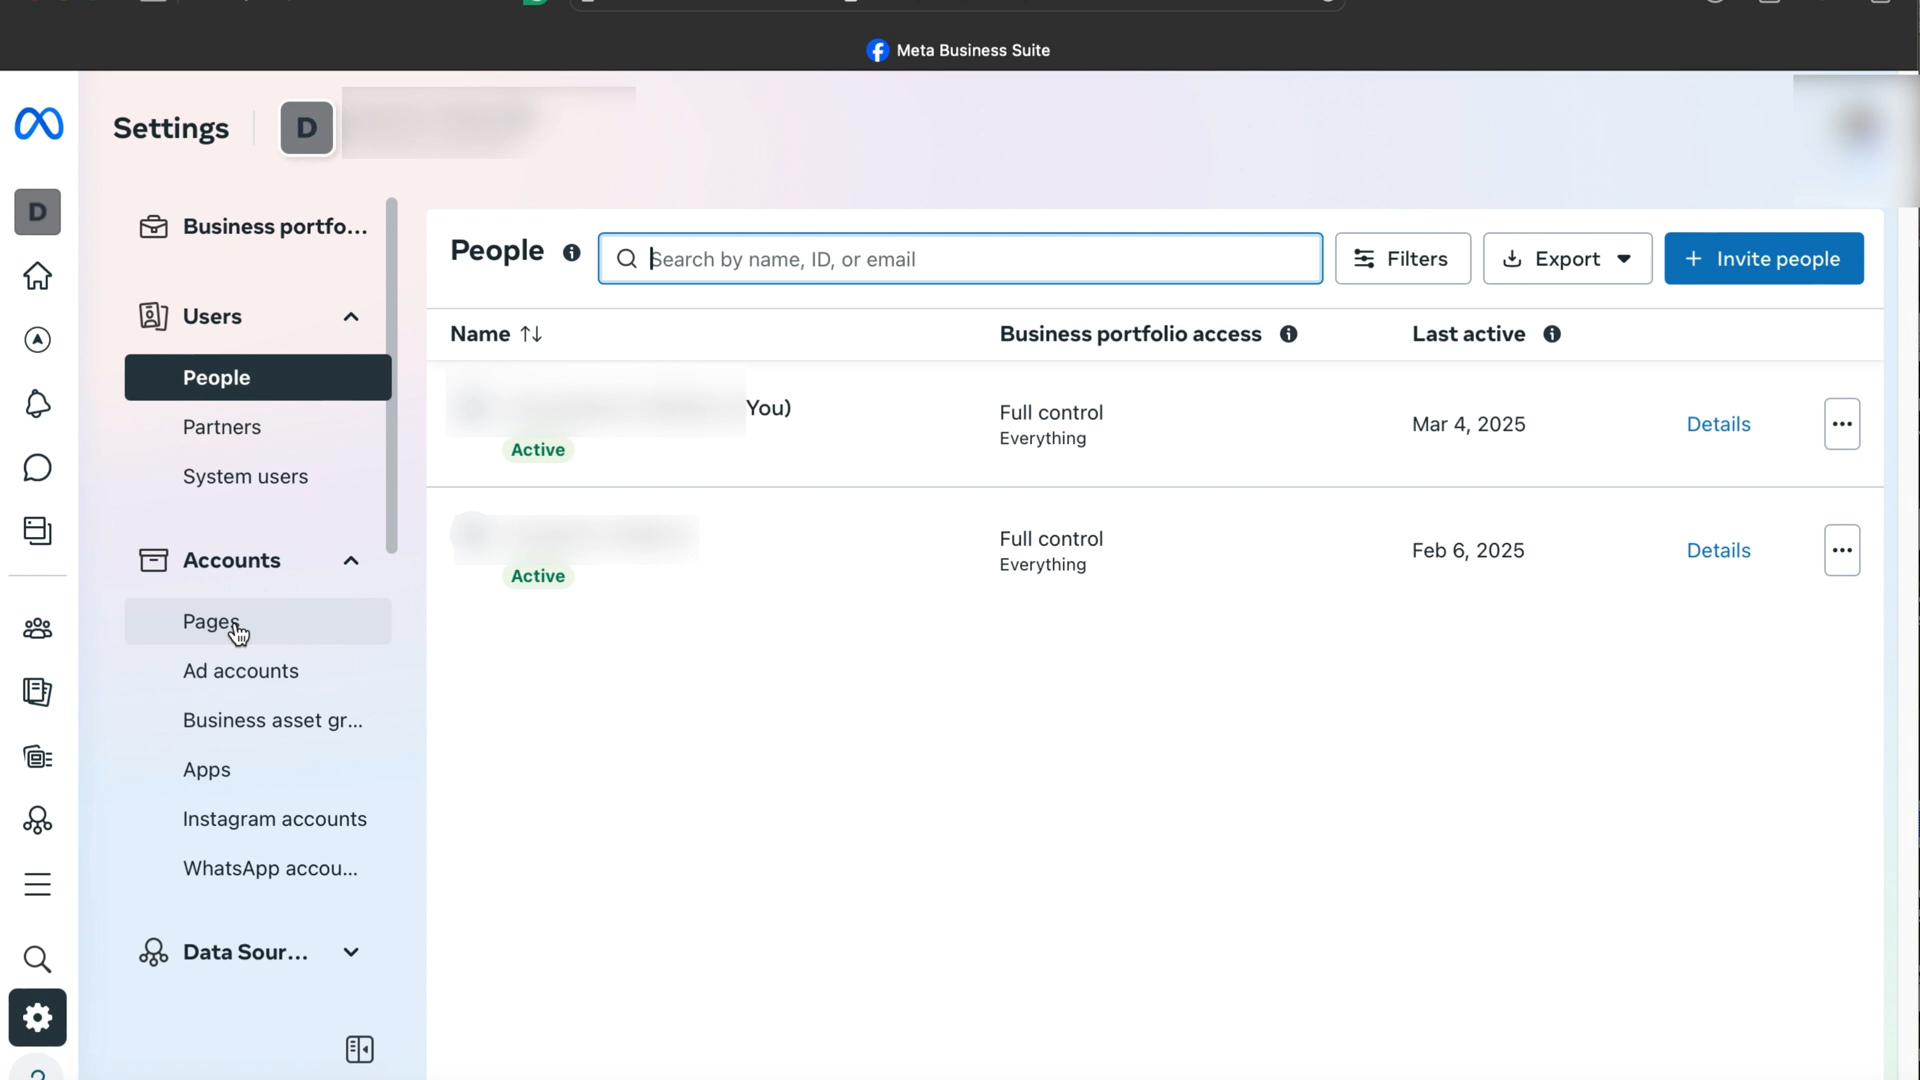 Meta Business Suite
Settings
D
D
Business portfo...
Users
People
Partners
System users
Accounts
Pages
Ad accounts
Business asset gr...
Apps
Instagram accounts
WhatsApp accou...
Data Sour...
People
Search by name, ID, or email
Filters
Export
+ Invite people
Name
Business portfolio access
Last active
You)
Active
Full control
Everything
Mar 4, 2025
Details
Active
Full control
Everything
Feb 6, 2025
Details